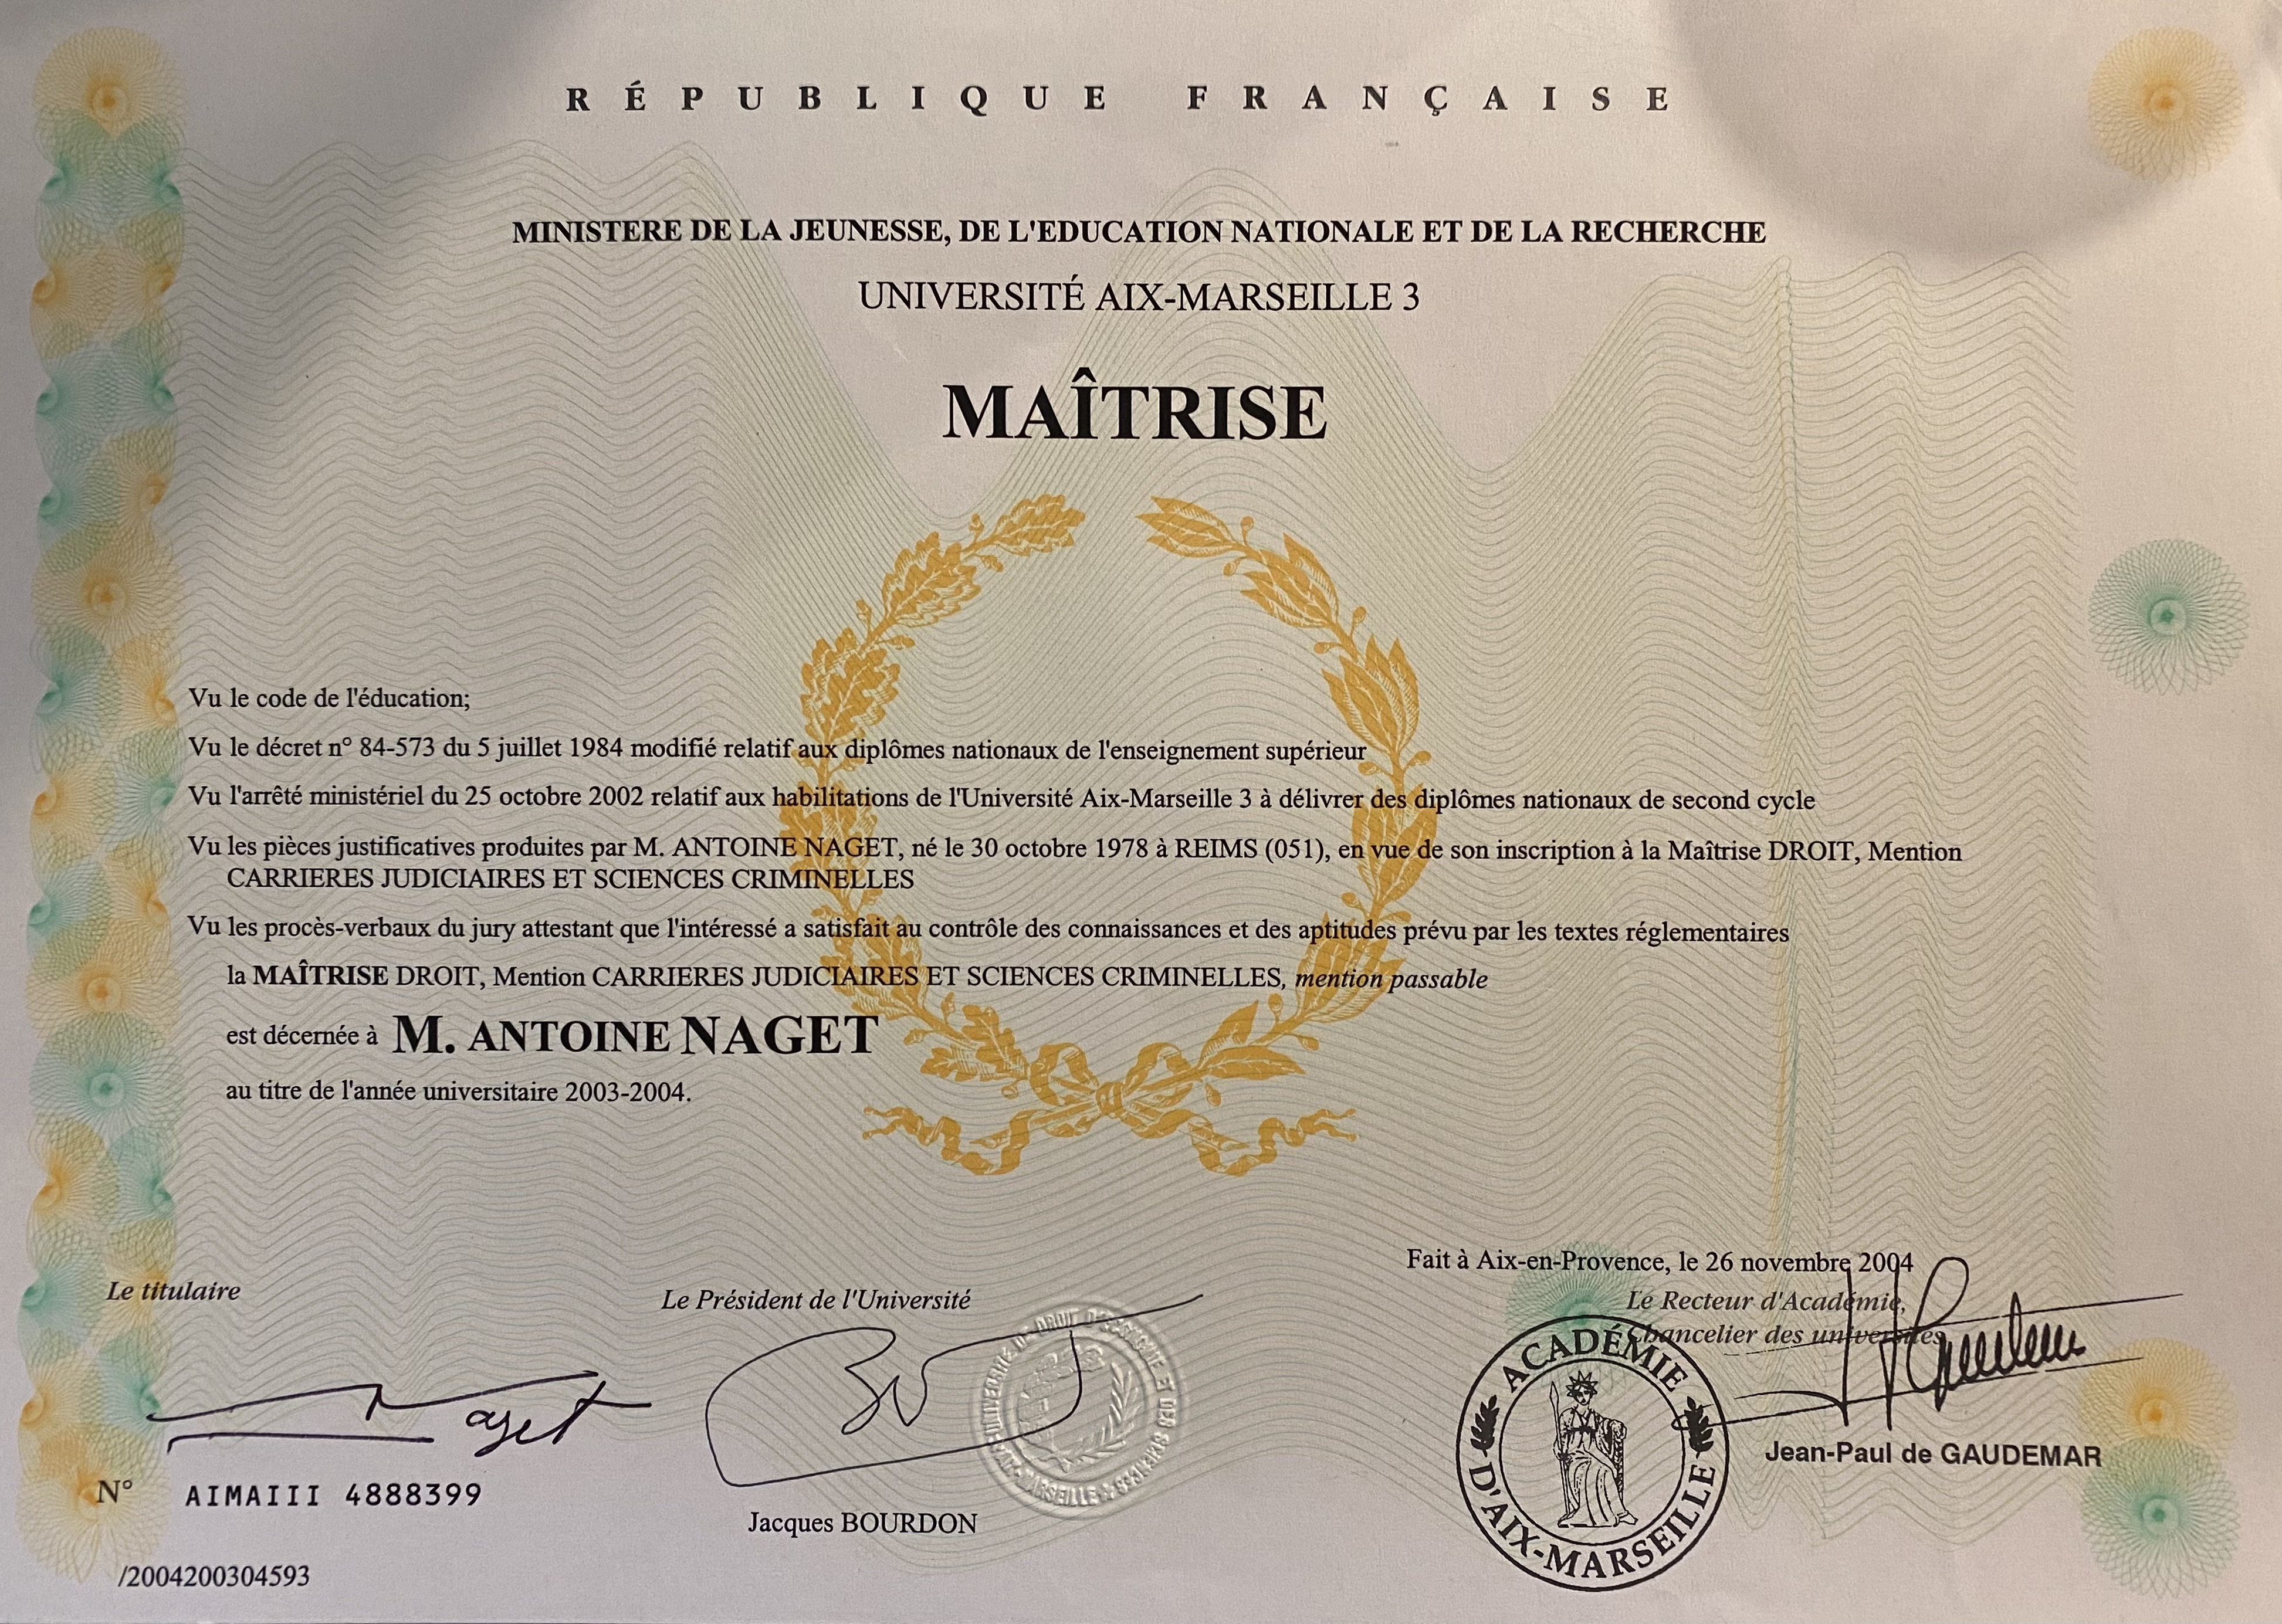 RÉPUBLIQUE FRANÇAISE
MINISTERE DE LA JEUNESSE, DE L'EDUCATION NATIONALE ET DE LA RECHERCHE
UNIVERSITÉ AIX-MARSEILLE 3
MAÎTRISE
Vu le code de l'éducation;
Vu le décret n° 84-573 du 5 juillet 1984 modifié relatif aux diplômes nationaux de l'enseignement supérieur
Vu l'arrêté ministériel du 25 octobre 2002 relatif aux habilitations de l'Université Aix-Marseille 3 à délivrer des diplômes nationaux de second cycle
Vu les pièces justificatives produites par M. ANTOINE NAGET, né le 30 octobre 1978 à REIMS (051), en vue de son inscription à la Maîtrise DROIT, Mention
CARRIERES JUDICIAIRES ET SCIENCES CRIMINELLES
Vu les procès-verbaux du jury attestant que l'intéressé a satisfait au contrôle des connaissances et des aptitudes prévu par les textes réglementaires
la MAÎTRISE DROIT, Mention CARRIERES JUDICIAIRES ET SCIENCES CRIMINELLES, mention passable
est décernée à M. ANTOINE NAGET
au titre de l'année universitaire 2003-2004.
Fait à Aix-en-Provence, le 26 novembre 2004
Le titulaire
Le Président de l'Université
Le Recteur d'Académie,
Chancelier des universités
Naget
ACADÉMIE D'AIX-MARSEILLE
Jean-Paul de GAUDEMAR
N° AIMAIII 4888399
Jacques BOURDON
/2004200304593